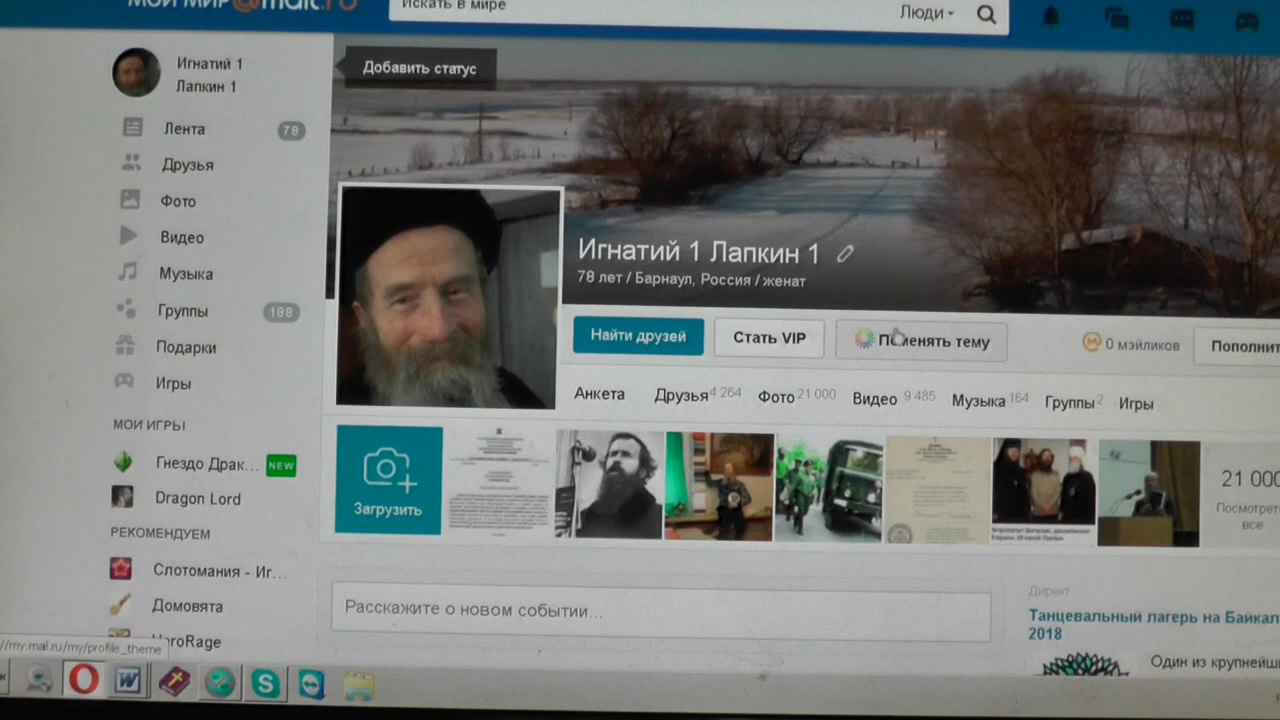 МОЙ МИР@mail.ru
Искать в мире
Люди
Игнатий 1
Лапкин 1
Добавить статус
Лента 78
Друзья
Фото
Видео
Музыка
Группы 188
Подарки
Игры
МОИ ИГРЫ
Гнездо Драк... NEW
Dragon Lord
РЕКОМЕНДУЕМ
Слотомания - Иг...
Домовята
HeroRage
Игнатий 1 Лапкин 1
78 лет / Барнаул, Россия / женат
Найти друзей
Стать VIP
Поменять тему
0 мэйликов
Пополнит
Анкета Друзья 4 264 Фото 21 000 Видео 9 485 Музыка 164 Группы 2 Игры
Загрузить
21 000
Посмотрет
все
Расскажите о новом событии...
Директ
Танцевальный лагерь на Байкал
2018
Один из крупнейш
//my.mail.ru/my/profile_theme